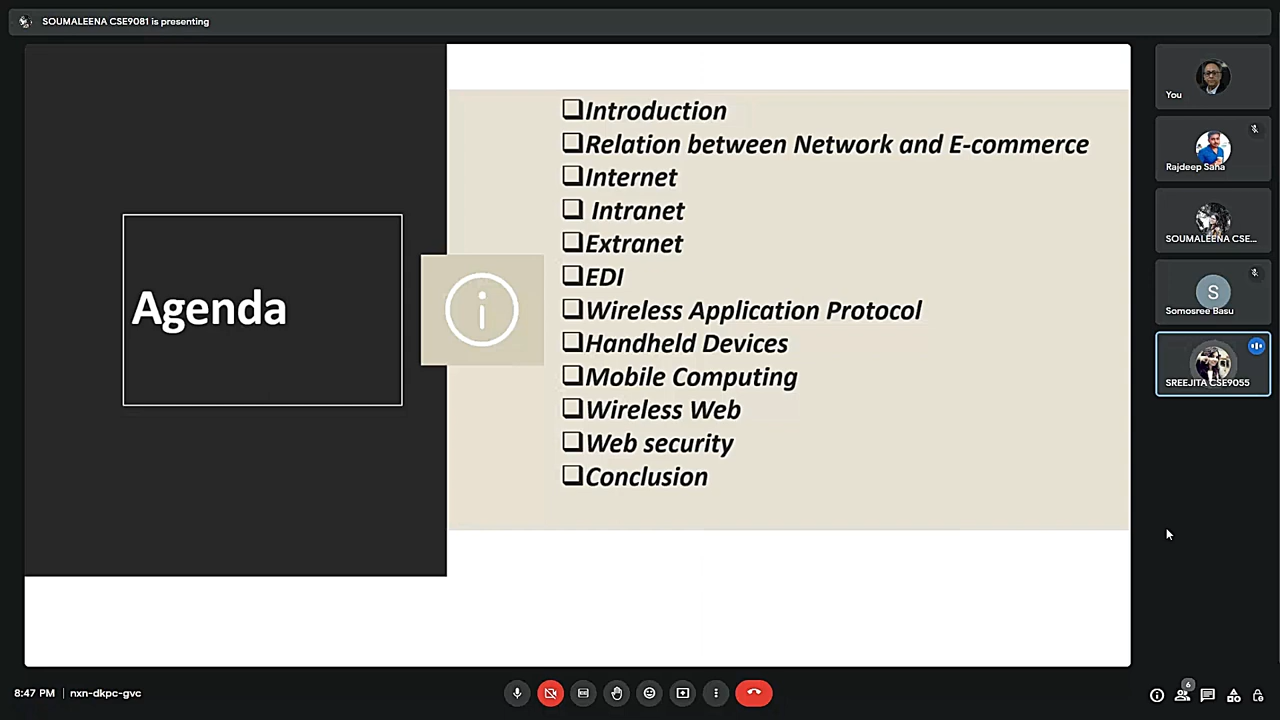 SOUMALEENA CSE9081 is presenting
Agenda
Introduction
Relation between Network and E-commerce
Internet
Intranet
Extranet
EDI
Wireless Application Protocol
Handheld Devices
Mobile Computing
Wireless Web
Web security
Conclusion
You
Rajdeep Saha
SOUMALEENA CSE...
S
Somosree Basu
SREEJITA CSE9055
8:47 PM | nxn-dkpc-gvc
6